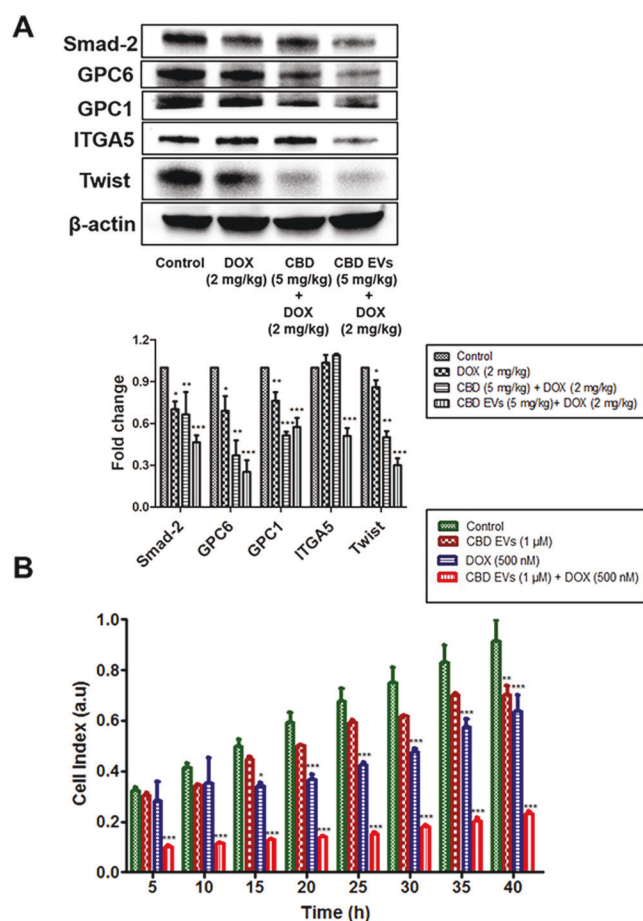 A
Smad-2
GPC6
GPC1
ITGA5
Twist
β-actin
Control
DOX
(2 mg/kg)
CBD
(5 mg/kg)
+
DOX
(2 mg/kg)
CBD EVs
(5 mg/kg)
+
DOX
(2 mg/kg)
Fold change
1.2
0.9
0.6
0.3
0.0
* ** ***
* ** ***
** *** ***
***
* ** ***
Smad-2
GPC6
GPC1
ITGA5
Twist
Control
DOX (2 mg/kg)
CBD (5 mg/kg) + DOX (2 mg/kg)
CBD EVs (5 mg/kg)+ DOX (2 mg/kg)
Control
CBD EVs (1 µM)
DOX (500 nM)
CBD EVs (1 µM) + DOX (500 nM)
B
Cell Index (a.u)
1.0
0.8
0.6
0.4
0.2
0.0
***
***
* ***
*** ***
*** ***
*** ***
*** ***
** *** ***
5 10 15 20 25 30 35 40
Time (h)